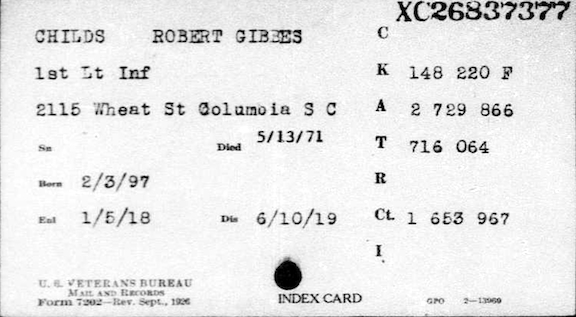 XC26837377
CHILDS ROBERT GIBBES C
1st Lt Inf K 148 220 F
2115 Wheat St Columbia S C A 2 729 866
Sn Died 5/13/71 T 716 064
Born 2/3/97 R
Enl 1/5/18 Dis 6/10/19 Ct. 1 653 967
I
U. S. VETERANS BUREAU
MAIL AND RECORDS
Form 7202—Rev. Sept., 1926 INDEX CARD GPO 2—13969